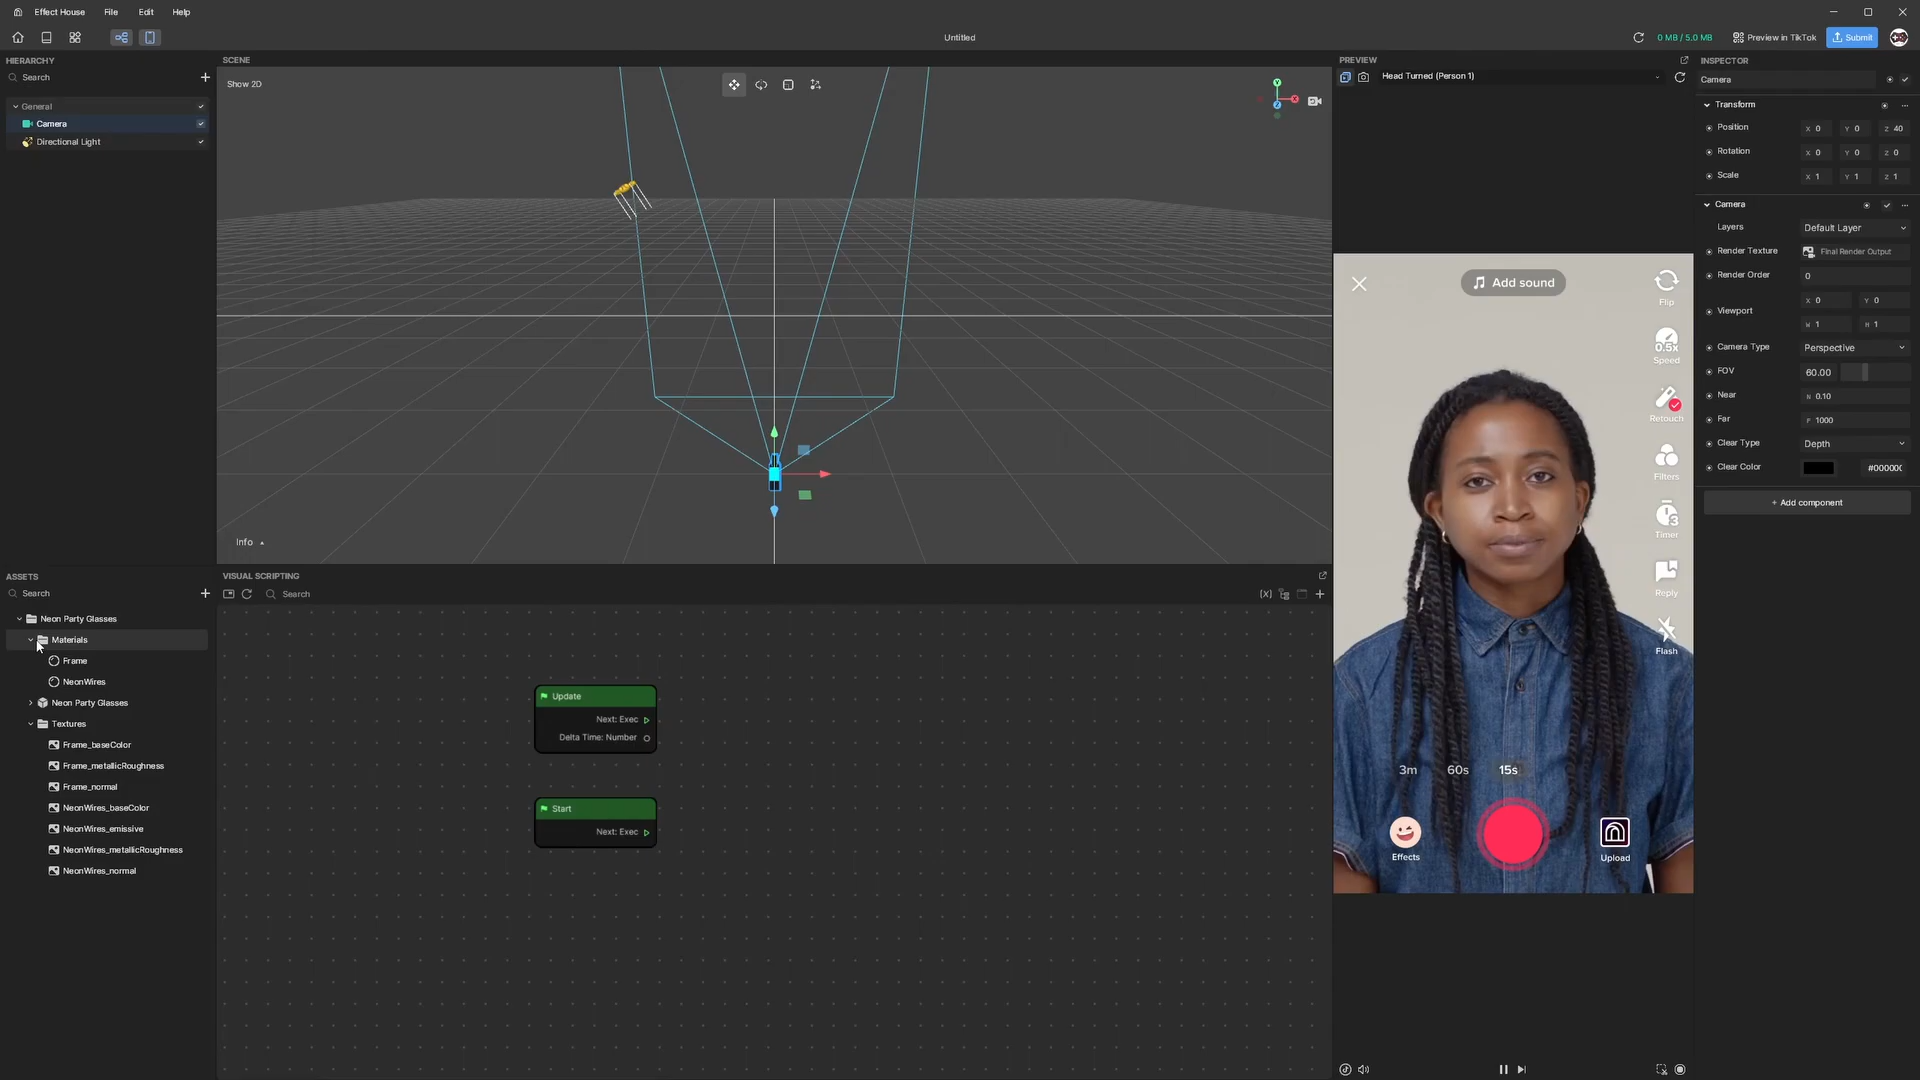 Effect House File Edit Help
Untitled
0 MB / 5.0 MB Preview in TikTok Submit
HIERARCHY
Search
General
Camera
Directional Light
SCENE
Show 2D
Y
X
Z
Info
ASSETS
Search
Neon Party Glasses
Materials
Frame
NeonWires
Neon Party Glasses
Textures
Frame_baseColor
Frame_metallicRoughness
Frame_normal
NeonWires_baseColor
NeonWires_emissive
NeonWires_metallicRoughness
NeonWires_normal
VISUAL SCRIPTING
Search
(X)
Update
Next: Exec
Delta Time: Number
Start
Next: Exec
PREVIEW
Head Turned (Person 1)
Add sound
Flip
0.5x
Speed
Retouch
Filters
3
Timer
Reply
Flash
3m 60s 15s
Effects
Upload
INSPECTOR
Camera
Transform
Position X 0 Y 0 Z 40
Rotation X 0 Y 0 Z 0
Scale X 1 Y 1 Z 1
Camera
Layers Default Layer
Render Texture Final Render Output
Render Order 0
Viewport X 0 Y 0
W 1 H 1
Camera Type Perspective
FOV 60.00
Near N 0.10
Far F 1000
Clear Type Depth
Clear Color #00000
+ Add component